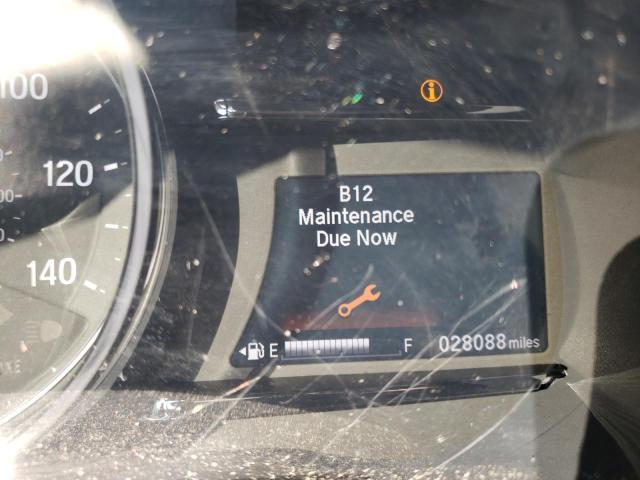 100
120
140
B12
Maintenance
Due Now
E
F
028088 miles